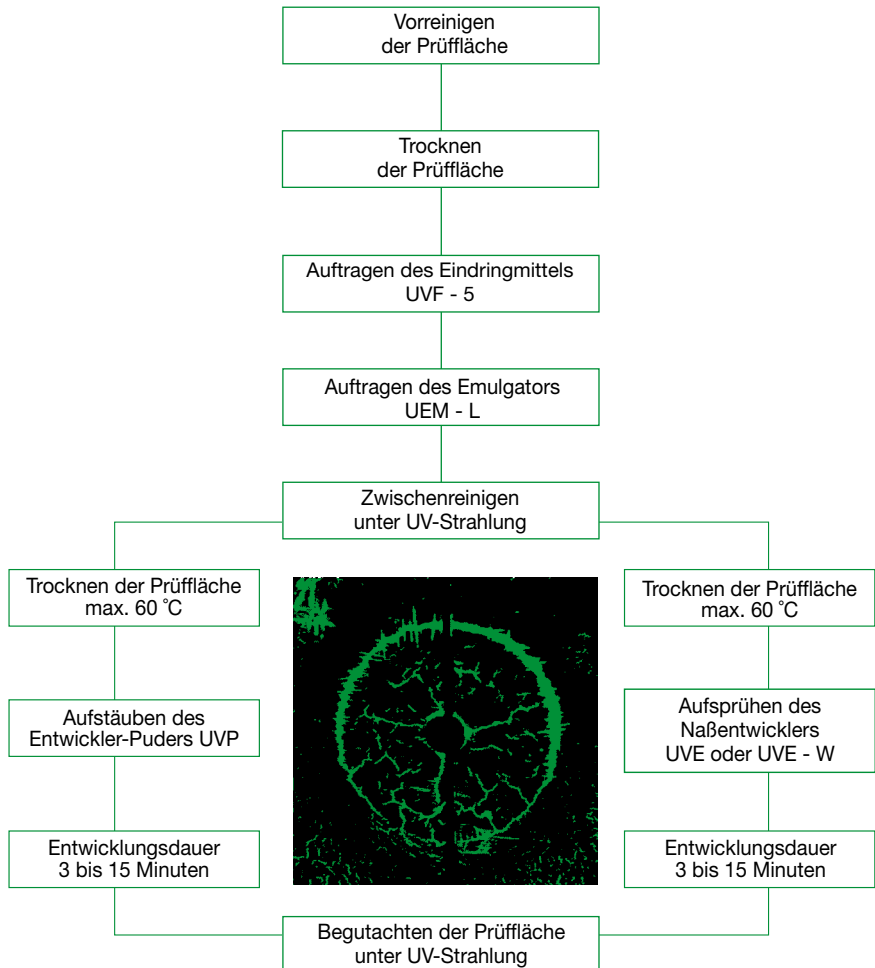 Vorreinigen
der Prüffläche
Trocknen
der Prüffläche
Auftragen des Eindringmittels
UVF - 5
Auftragen des Emulgators
UEM - L
Zwischenreinigen
unter UV-Strahlung
Trocknen der Prüffläche
max. 60 °C
Aufstäuben des
Entwickler-Puders UVP
Entwicklungsdauer
3 bis 15 Minuten
Trocknen der Prüffläche
max. 60 °C
Aufsprühen des
Naßentwicklers
UVE oder UVE - W
Entwicklungsdauer
3 bis 15 Minuten
Begutachten der Prüffläche
unter UV-Strahlung